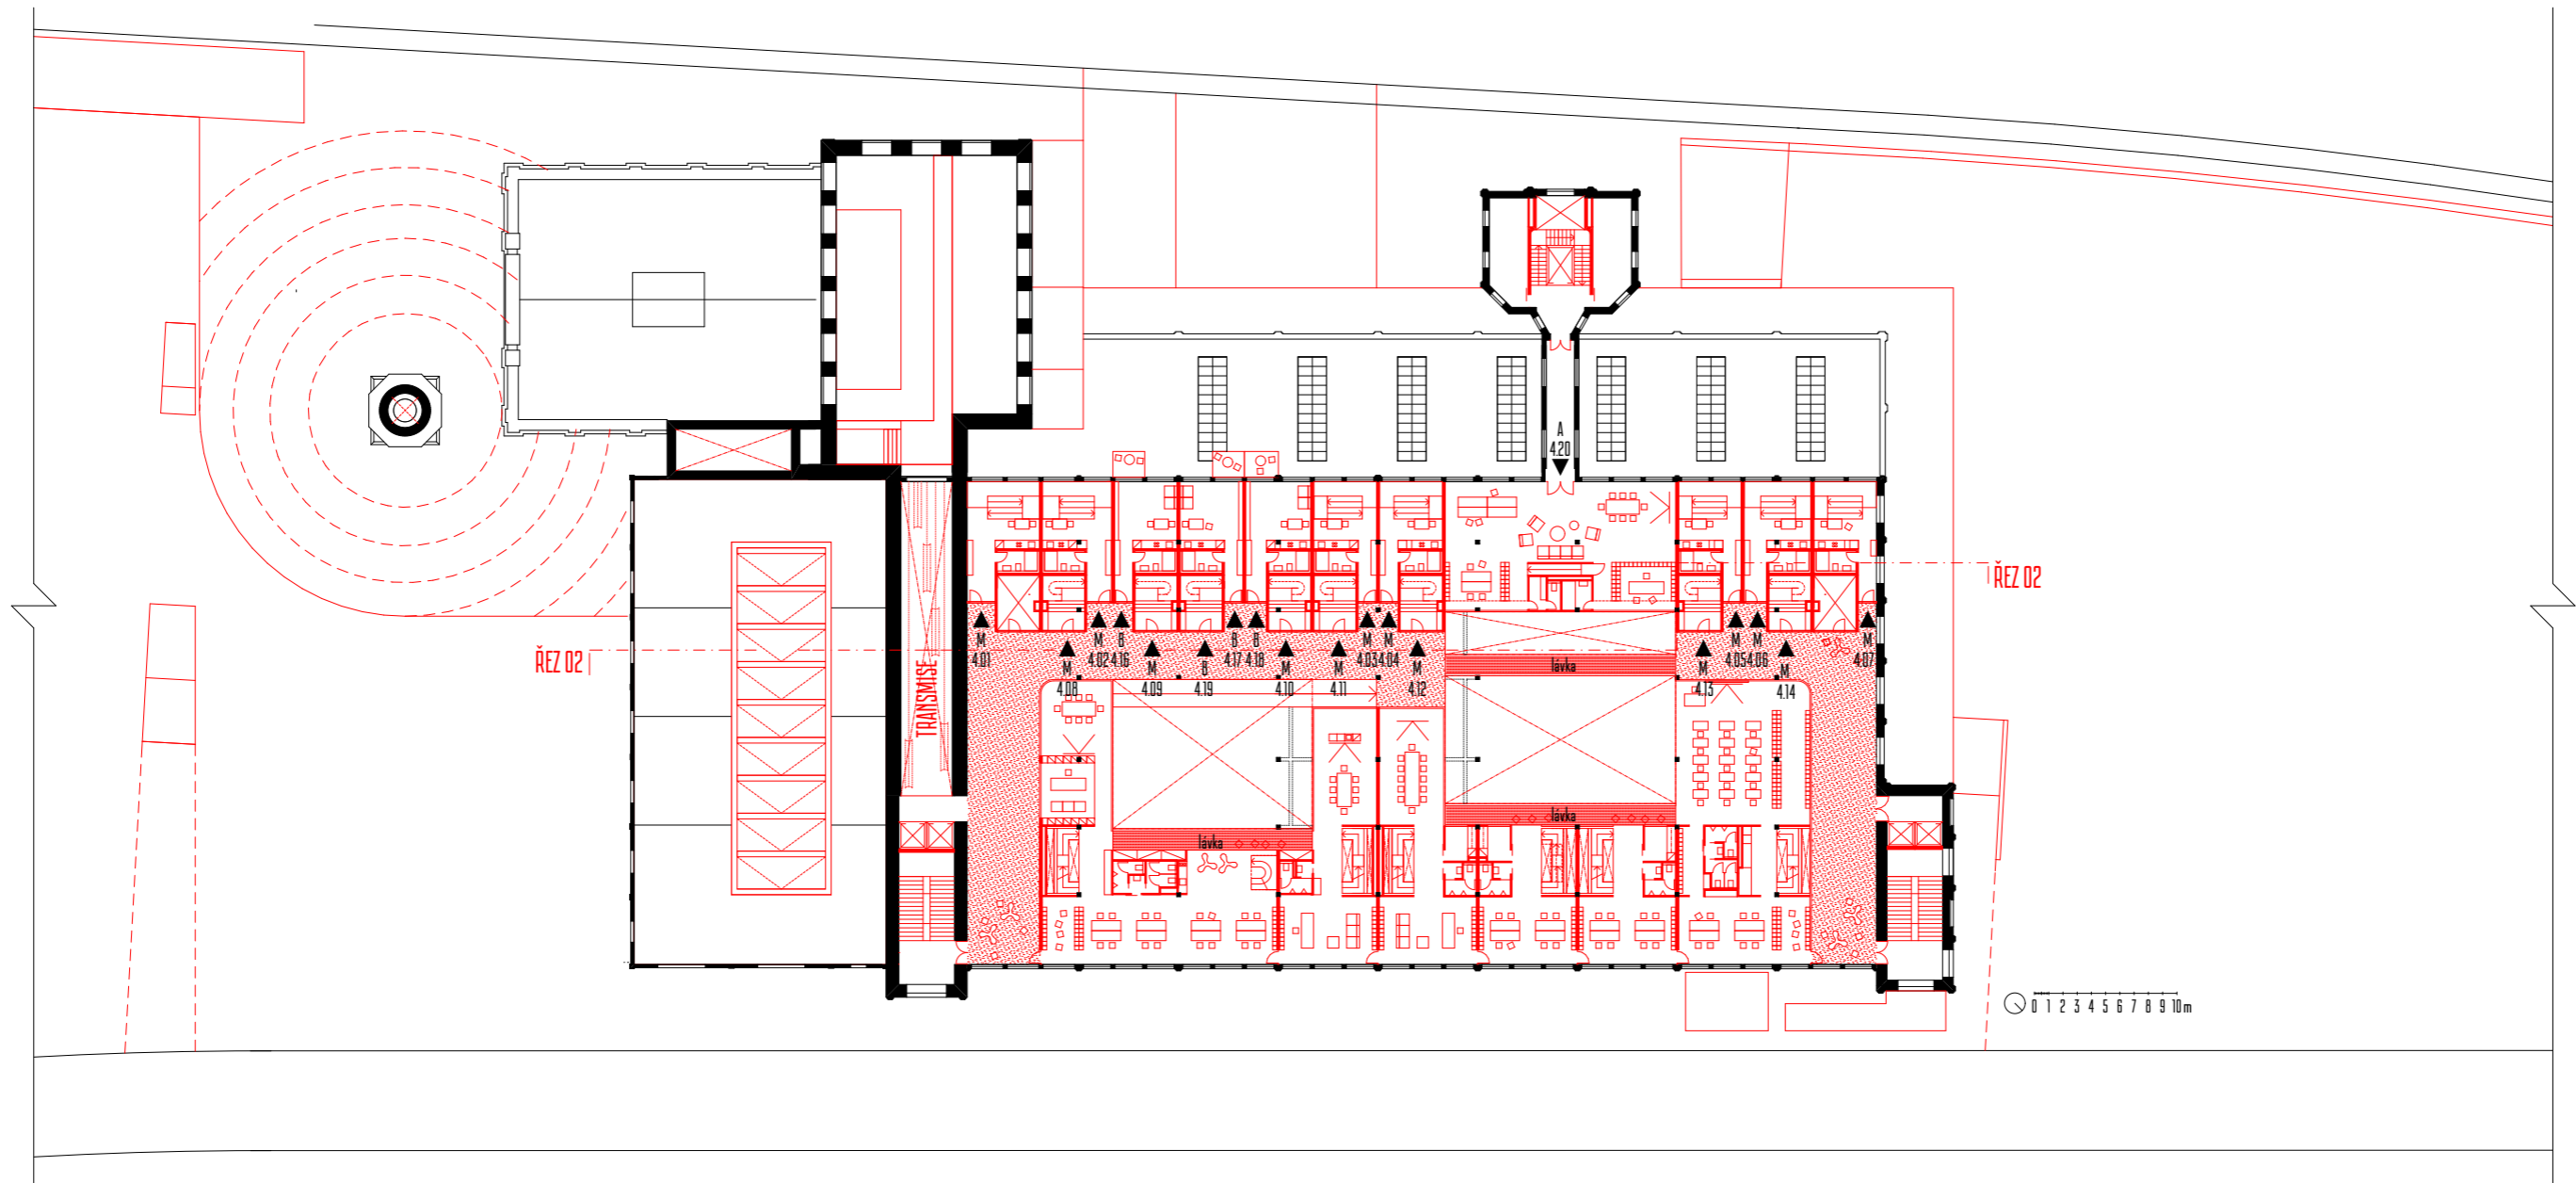 A
4.20
ŘEZ 02
ŘEZ 02
TRANSMISE
M
4.01
M
4.08
M
4.02
B
4.16
M
4.09
B
4.19
B
4.17
B
4.18
M
4.10
M
4.11
M
4.03
M
4.04
M
4.12
lávka
M
4.13
M
4.05
M
4.06
M
4.14
M
4.07
lávka
lávka
0 1 2 3 4 5 6 7 8 9 10m